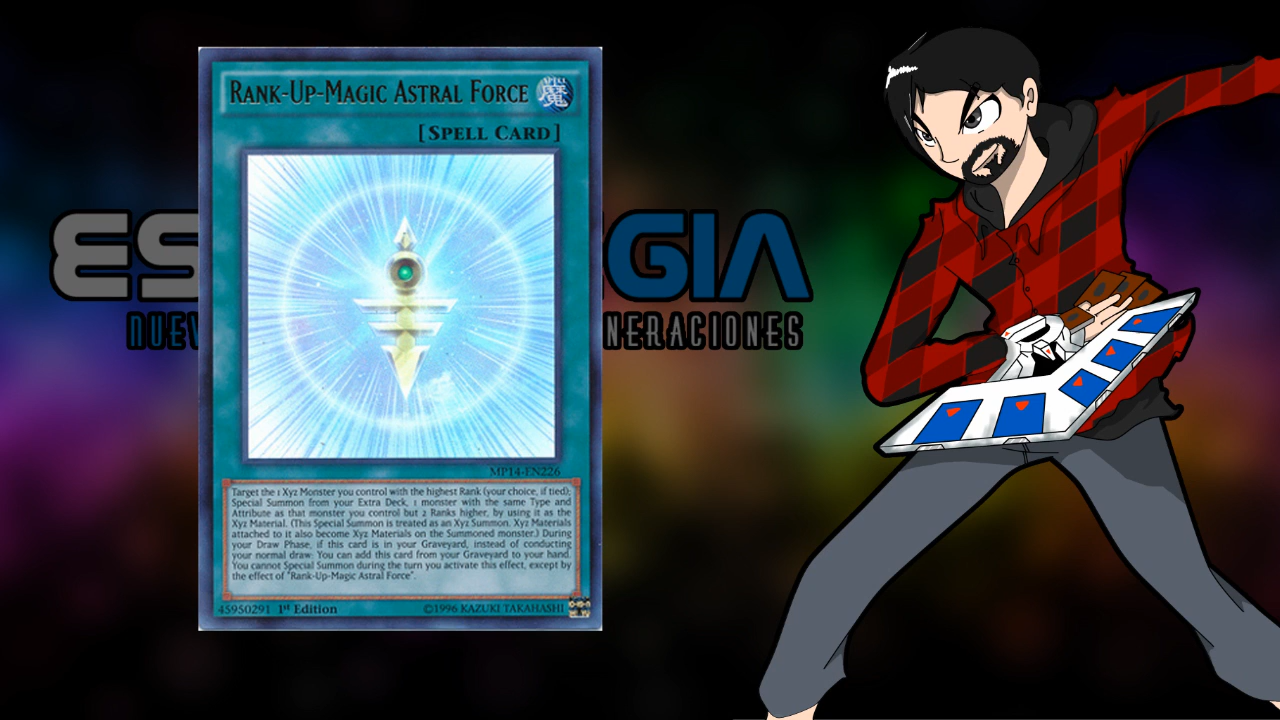 RANK-UP-MAGIC ASTRAL FORCE 魔
[SPELL CARD]
ES GIA
NUEV NERACIONES
MP14-EN226
Target the 1 Xyz Monster you control with the highest Rank (your choice, if tied);
Special Summon from your Extra Deck, 1 monster with the same Type and
Attribute as that monster you control but 2 Ranks higher, by using it as the
Xyz Material. (This Special Summon is treated as an Xyz Summon. Xyz Materials
attached to it also become Xyz Materials on the Summoned monster.) During
your Draw Phase, if this card is in your Graveyard, instead of conducting
your normal draw: You can add this card from your Graveyard to your hand.
You cannot Special Summon during the turn you activate this effect, except by
the effect of "Rank-Up-Magic Astral Force".
45950291 1st Edition ©1996 KAZUKI TAKAHASHI